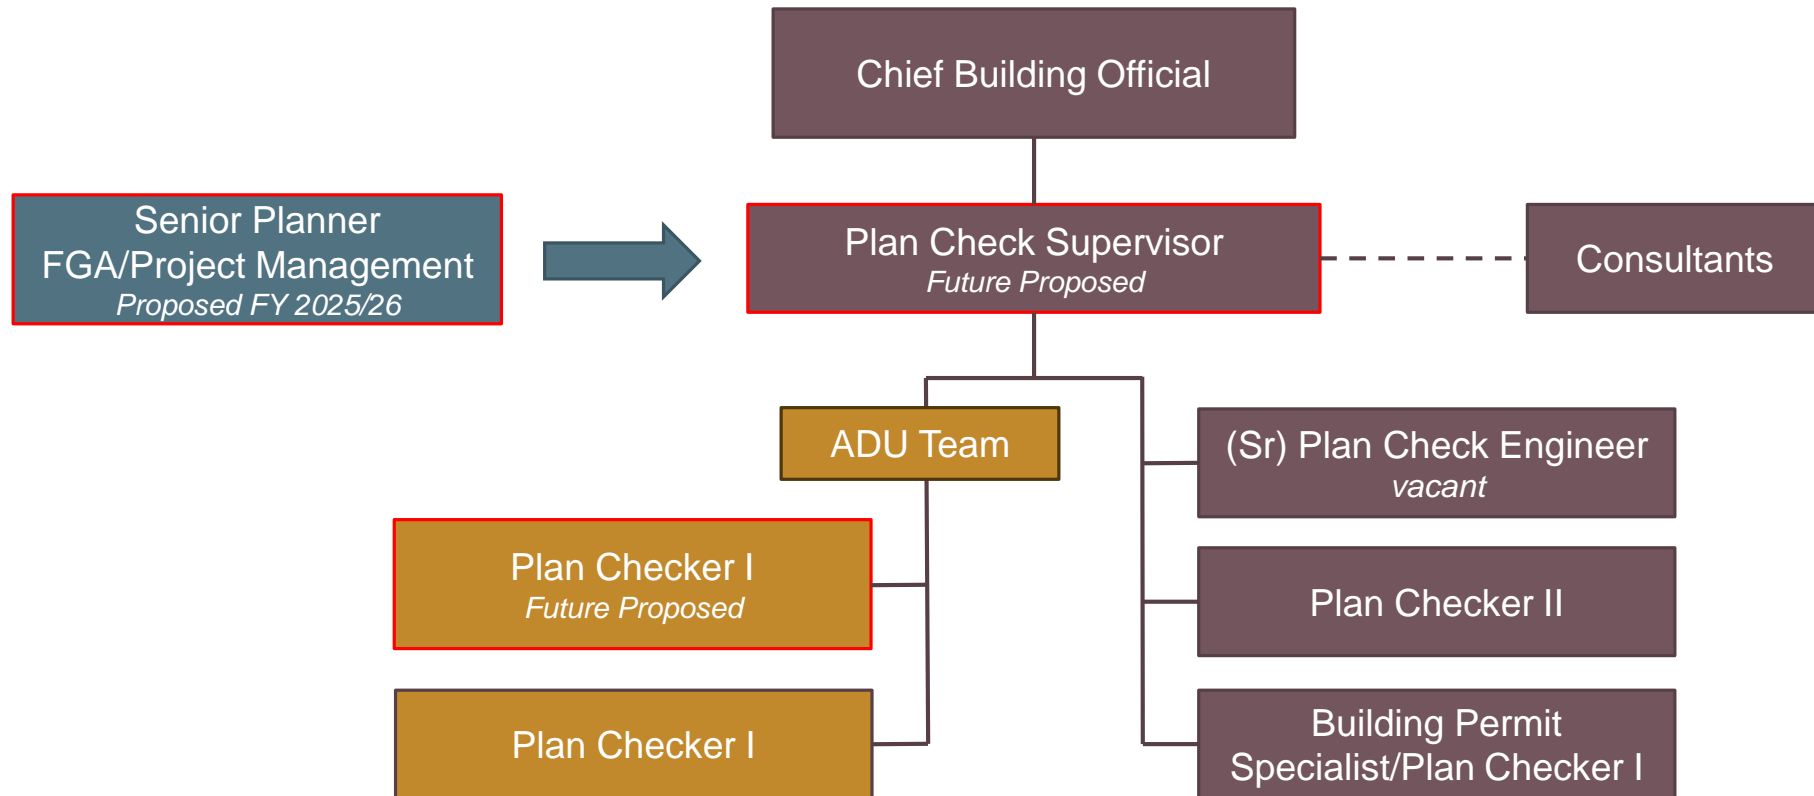 Chief Building Official
Senior Planner
FGA/Project Management
Proposed FY 2025/26
Plan Check Supervisor
Future Proposed
Consultants
ADU Team
(Sr) Plan Check Engineer
vacant
Plan Checker I
Future Proposed
Plan Checker II
Plan Checker I
Building Permit
Specialist/Plan Checker I